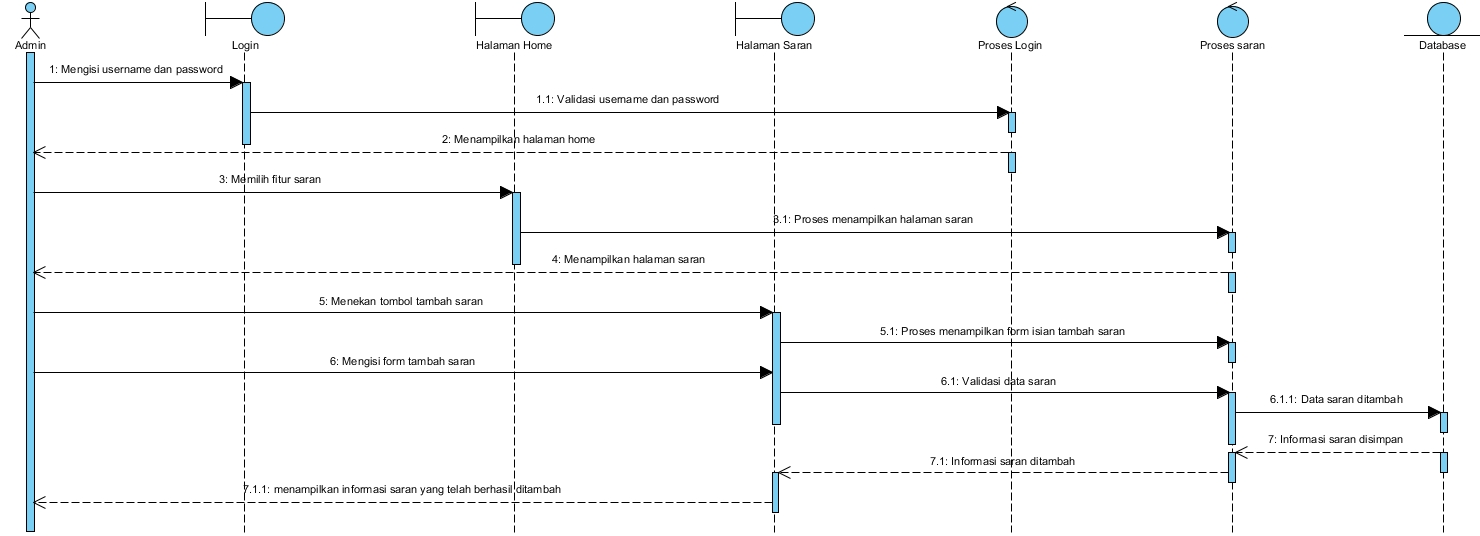 Admin
Login
Halaman Home
Halaman Saran
Proses Login
Proses saran
Database
1: Mengisi username dan password
1.1: Validasi username dan password
2: Menampilkan halaman home
3: Memilih fitur saran
3.1: Proses menampilkan halaman saran
4: Menampilkan halaman saran
5: Menekan tombol tambah saran
5.1: Proses menampilkan form isian tambah saran
6: Mengisi form tambah saran
6.1: Validasi data saran
6.1.1: Data saran ditambah
7: Informasi saran disimpan
7.1: Informasi saran ditambah
7.1.1: menampilkan informasi saran yang telah berhasil ditambah